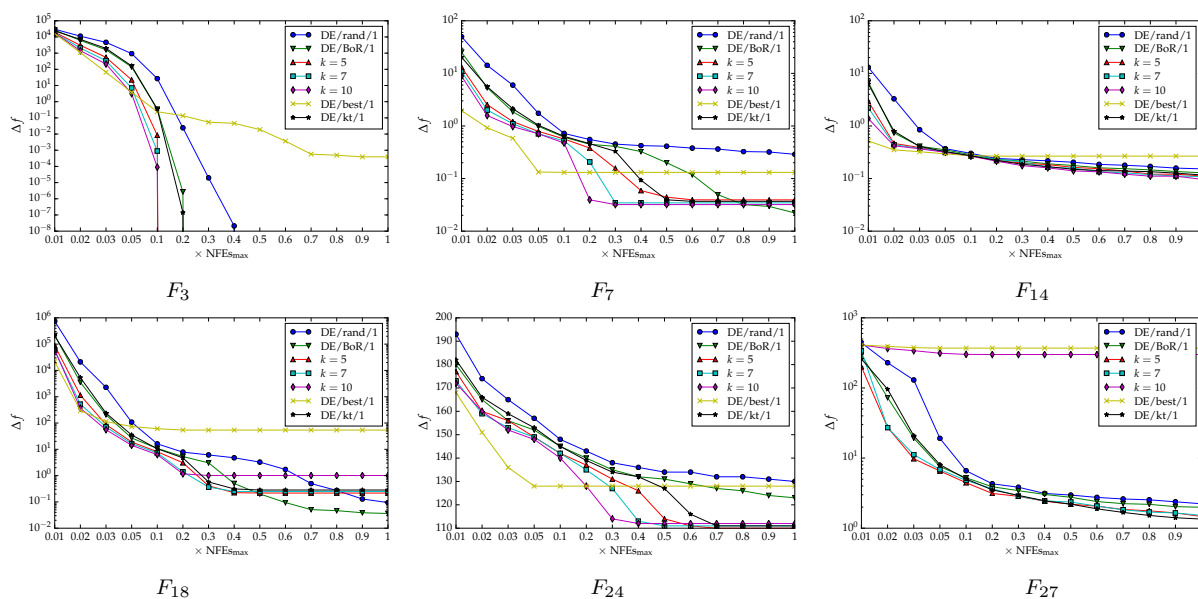 10^5
10^4
10^3
10^2
10^1
10^0
10^-1
10^-2
10^-3
10^-4
10^-5
10^-6
10^-7
10^-8
Δf
0.01 0.02 0.03 0.05 0.1 0.2 0.3 0.4 0.5 0.6 0.7 0.8 0.9 1
× NFEs_max
DE/rand/1
DE/BoR/1
k = 5
k = 7
k = 10
DE/best/1
DE/kt/1
F_3
10^2
10^1
10^0
10^-1
10^-2
Δf
0.01 0.02 0.03 0.05 0.1 0.2 0.3 0.4 0.5 0.6 0.7 0.8 0.9 1
× NFEs_max
DE/rand/1
DE/BoR/1
k = 5
k = 7
k = 10
DE/best/1
DE/kt/1
F_7
10^2
10^1
10^0
10^-1
10^-2
Δf
0.01 0.02 0.03 0.05 0.1 0.2 0.3 0.4 0.5 0.6 0.7 0.8 0.9
× NFEs_max
DE/rand/1
DE/BoR/1
k = 5
k = 7
k = 10
DE/best/1
DE/kt/1
F_14
10^6
10^5
10^4
10^3
10^2
10^1
10^0
10^-1
10^-2
Δf
0.01 0.02 0.03 0.05 0.1 0.2 0.3 0.4 0.5 0.6 0.7 0.8 0.9 1
× NFEs_max
DE/rand/1
DE/BoR/1
k = 5
k = 7
k = 10
DE/best/1
DE/kt/1
F_18
200
190
180
170
160
150
140
130
120
110
Δf
0.01 0.02 0.03 0.05 0.1 0.2 0.3 0.4 0.5 0.6 0.7 0.8 0.9 1
× NFEs_max
DE/rand/1
DE/BoR/1
k = 5
k = 7
k = 10
DE/best/1
DE/kt/1
F_24
10^3
10^2
10^1
10^0
Δf
0.01 0.02 0.03 0.05 0.1 0.2 0.3 0.4 0.5 0.6 0.7 0.8 0.9
× NFEs_max
DE/rand/1
DE/BoR/1
k = 5
k = 7
k = 10
DE/best/1
DE/kt/1
F_27